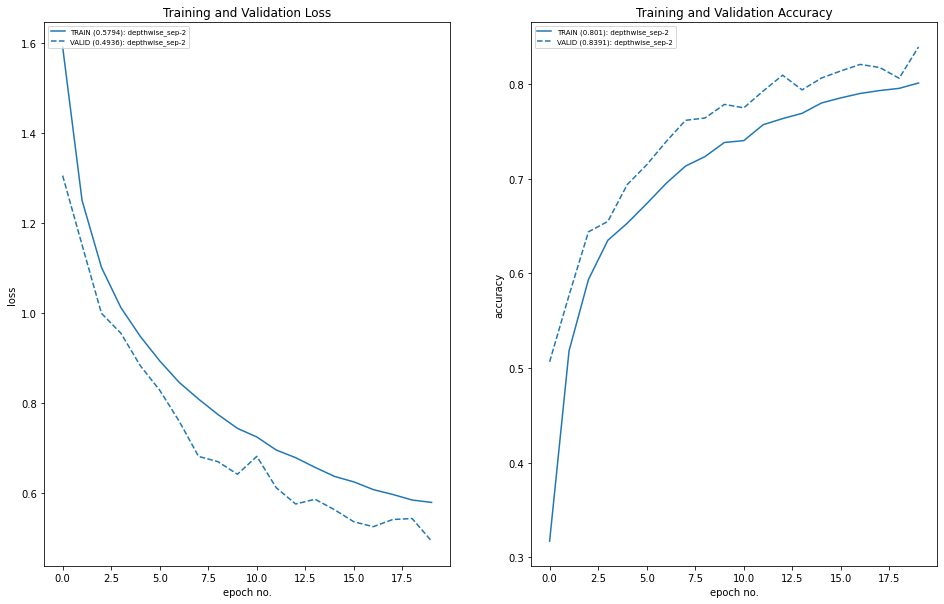 Training and Validation Loss
TRAIN (0.5794): depthwise_sep-2
VALID (0.4936): depthwise_sep-2
1.6
1.4
1.2
1.0
0.8
0.6
loss
0.0 2.5 5.0 7.5 10.0 12.5 15.0 17.5
epoch no.
Training and Validation Accuracy
TRAIN (0.801): depthwise_sep-2
VALID (0.8391): depthwise_sep-2
0.8
0.7
0.6
0.5
0.4
0.3
accuracy
0.0 2.5 5.0 7.5 10.0 12.5 15.0 17.5
epoch no.